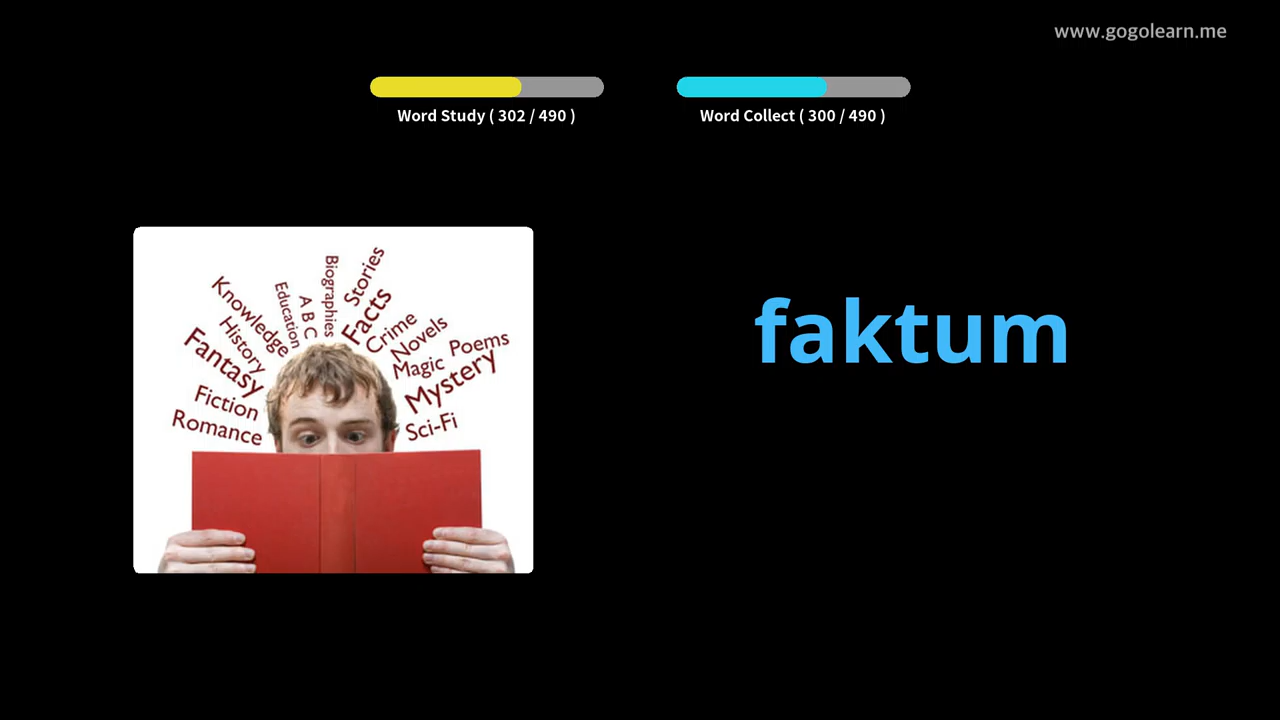 www.gogolearn.me
Word Study ( 302 / 490 )
Word Collect ( 300 / 490 )
Knowledge
History
Fantasy
Fiction
Romance
Education
A B C
Biographies
Stories
Facts
Crime
Novels
Magic
Poems
Mystery
Sci-Fi
faktum